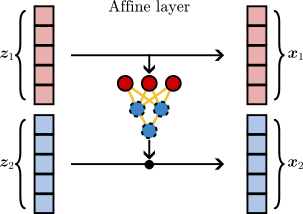 Affine layer
z₁ x₁
z₂ x₂